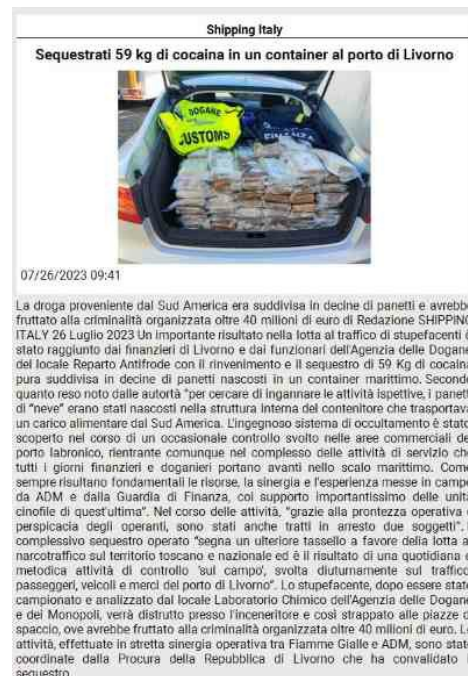 Shipping Italy
Sequestrati 59 kg di cocaina in un container al porto di Livorno
DOGANE
CUSTOMS
FINANZA
07/26/2023 09:41
La droga proveniente dal Sud America era suddivisa in decine di panetti e avrebbe
fruttato alla criminalità organizzata oltre 40 milioni di euro di Redazione SHIPPING
ITALY 26 Luglio 2023 Un importante risultato nella lotta al traffico di stupefacenti è
stato raggiunto dai finanzieri di Livorno e dai funzionari dell'Agenzia delle Dogane
del locale Reparto Antifrode con il rinvenimento e il sequestro di 59 Kg di cocaina
pura suddivisa in decine di panetti nascosti in un container marittimo. Secondo
quanto reso noto dalle autorità "per cercare di ingannare le attività ispettive, i panetti
di "neve" erano stati nascosti nella struttura interna del contenitore che trasportava
un carico alimentare dal Sud America. L'ingegnoso sistema di occultamento è stato
scoperto nel corso di un occasionale controllo svolto nelle aree commerciali del
porto labronico, rientrante comunque nel complesso delle attività di servizio che
tutti i giorni finanzieri e doganieri portano avanti nello scalo marittimo. Come
sempre risultano fondamentali le risorse, la sinergia e l'esperienza messe in campo
da ADM e dalla Guardia di Finanza, col supporto importantissimo delle unità
cinofile di quest'ultima". Nel corso delle attività, "grazie alla prontezza operativa e
perspicacia degli operanti, sono stati anche tratti in arresto due soggetti".
complessivo sequestro operato "segna un ulteriore tassello a favore della lotta al
narcotraffico sul territorio toscano e nazionale ed è il risultato di una quotidiana e
metodica attività di controllo 'sul campo', svolta diuturnamente sul traffico
passeggeri, veicoli e merci del porto di Livorno". Lo stupefacente, dopo essere stato
campionato e analizzato dal locale Laboratorio Chimico dell'Agenzia delle Dogane
e dei Monopoli, verrà distrutto presso l'inceneritore e così strappato alle piazze di
spaccio, ove avrebbe fruttato alla criminalità organizzata oltre 40 milioni di euro. Le
attività, effettuate in stretta sinergia operativa tra Fiamme Gialle e ADM, sono state
coordinate dalla Procura della Repubblica di Livorno che ha convalidato il
sequestro.